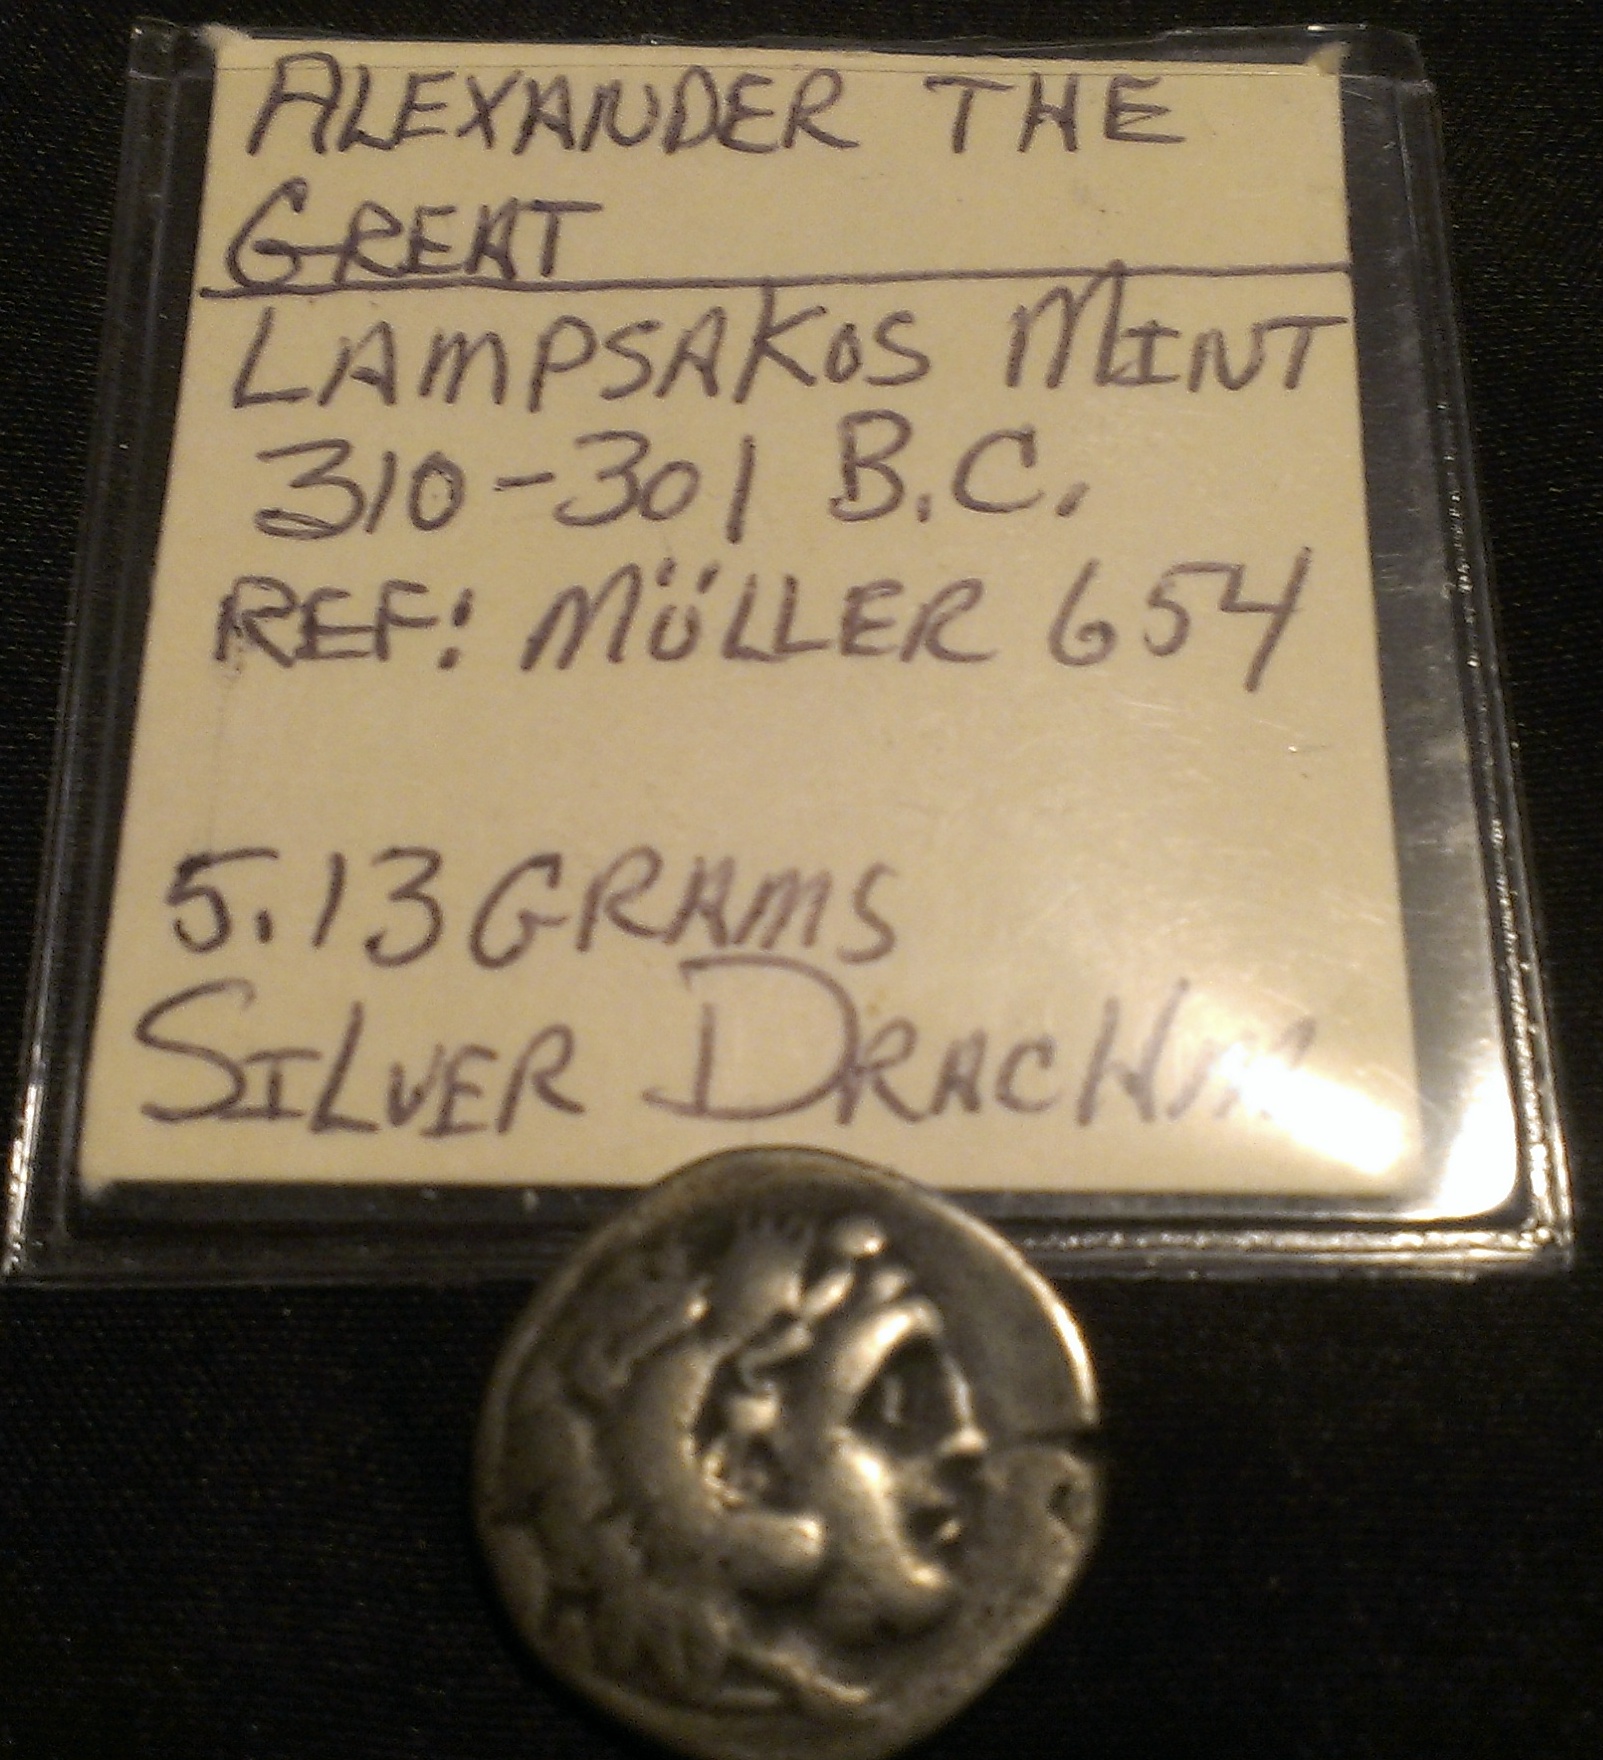 ALEXANDER THE
GREAT
LAMPSAKOS MINT
310-301 B.C.
REF: MÜLLER 654
5.13 GRAMS
SILVER DRACHM